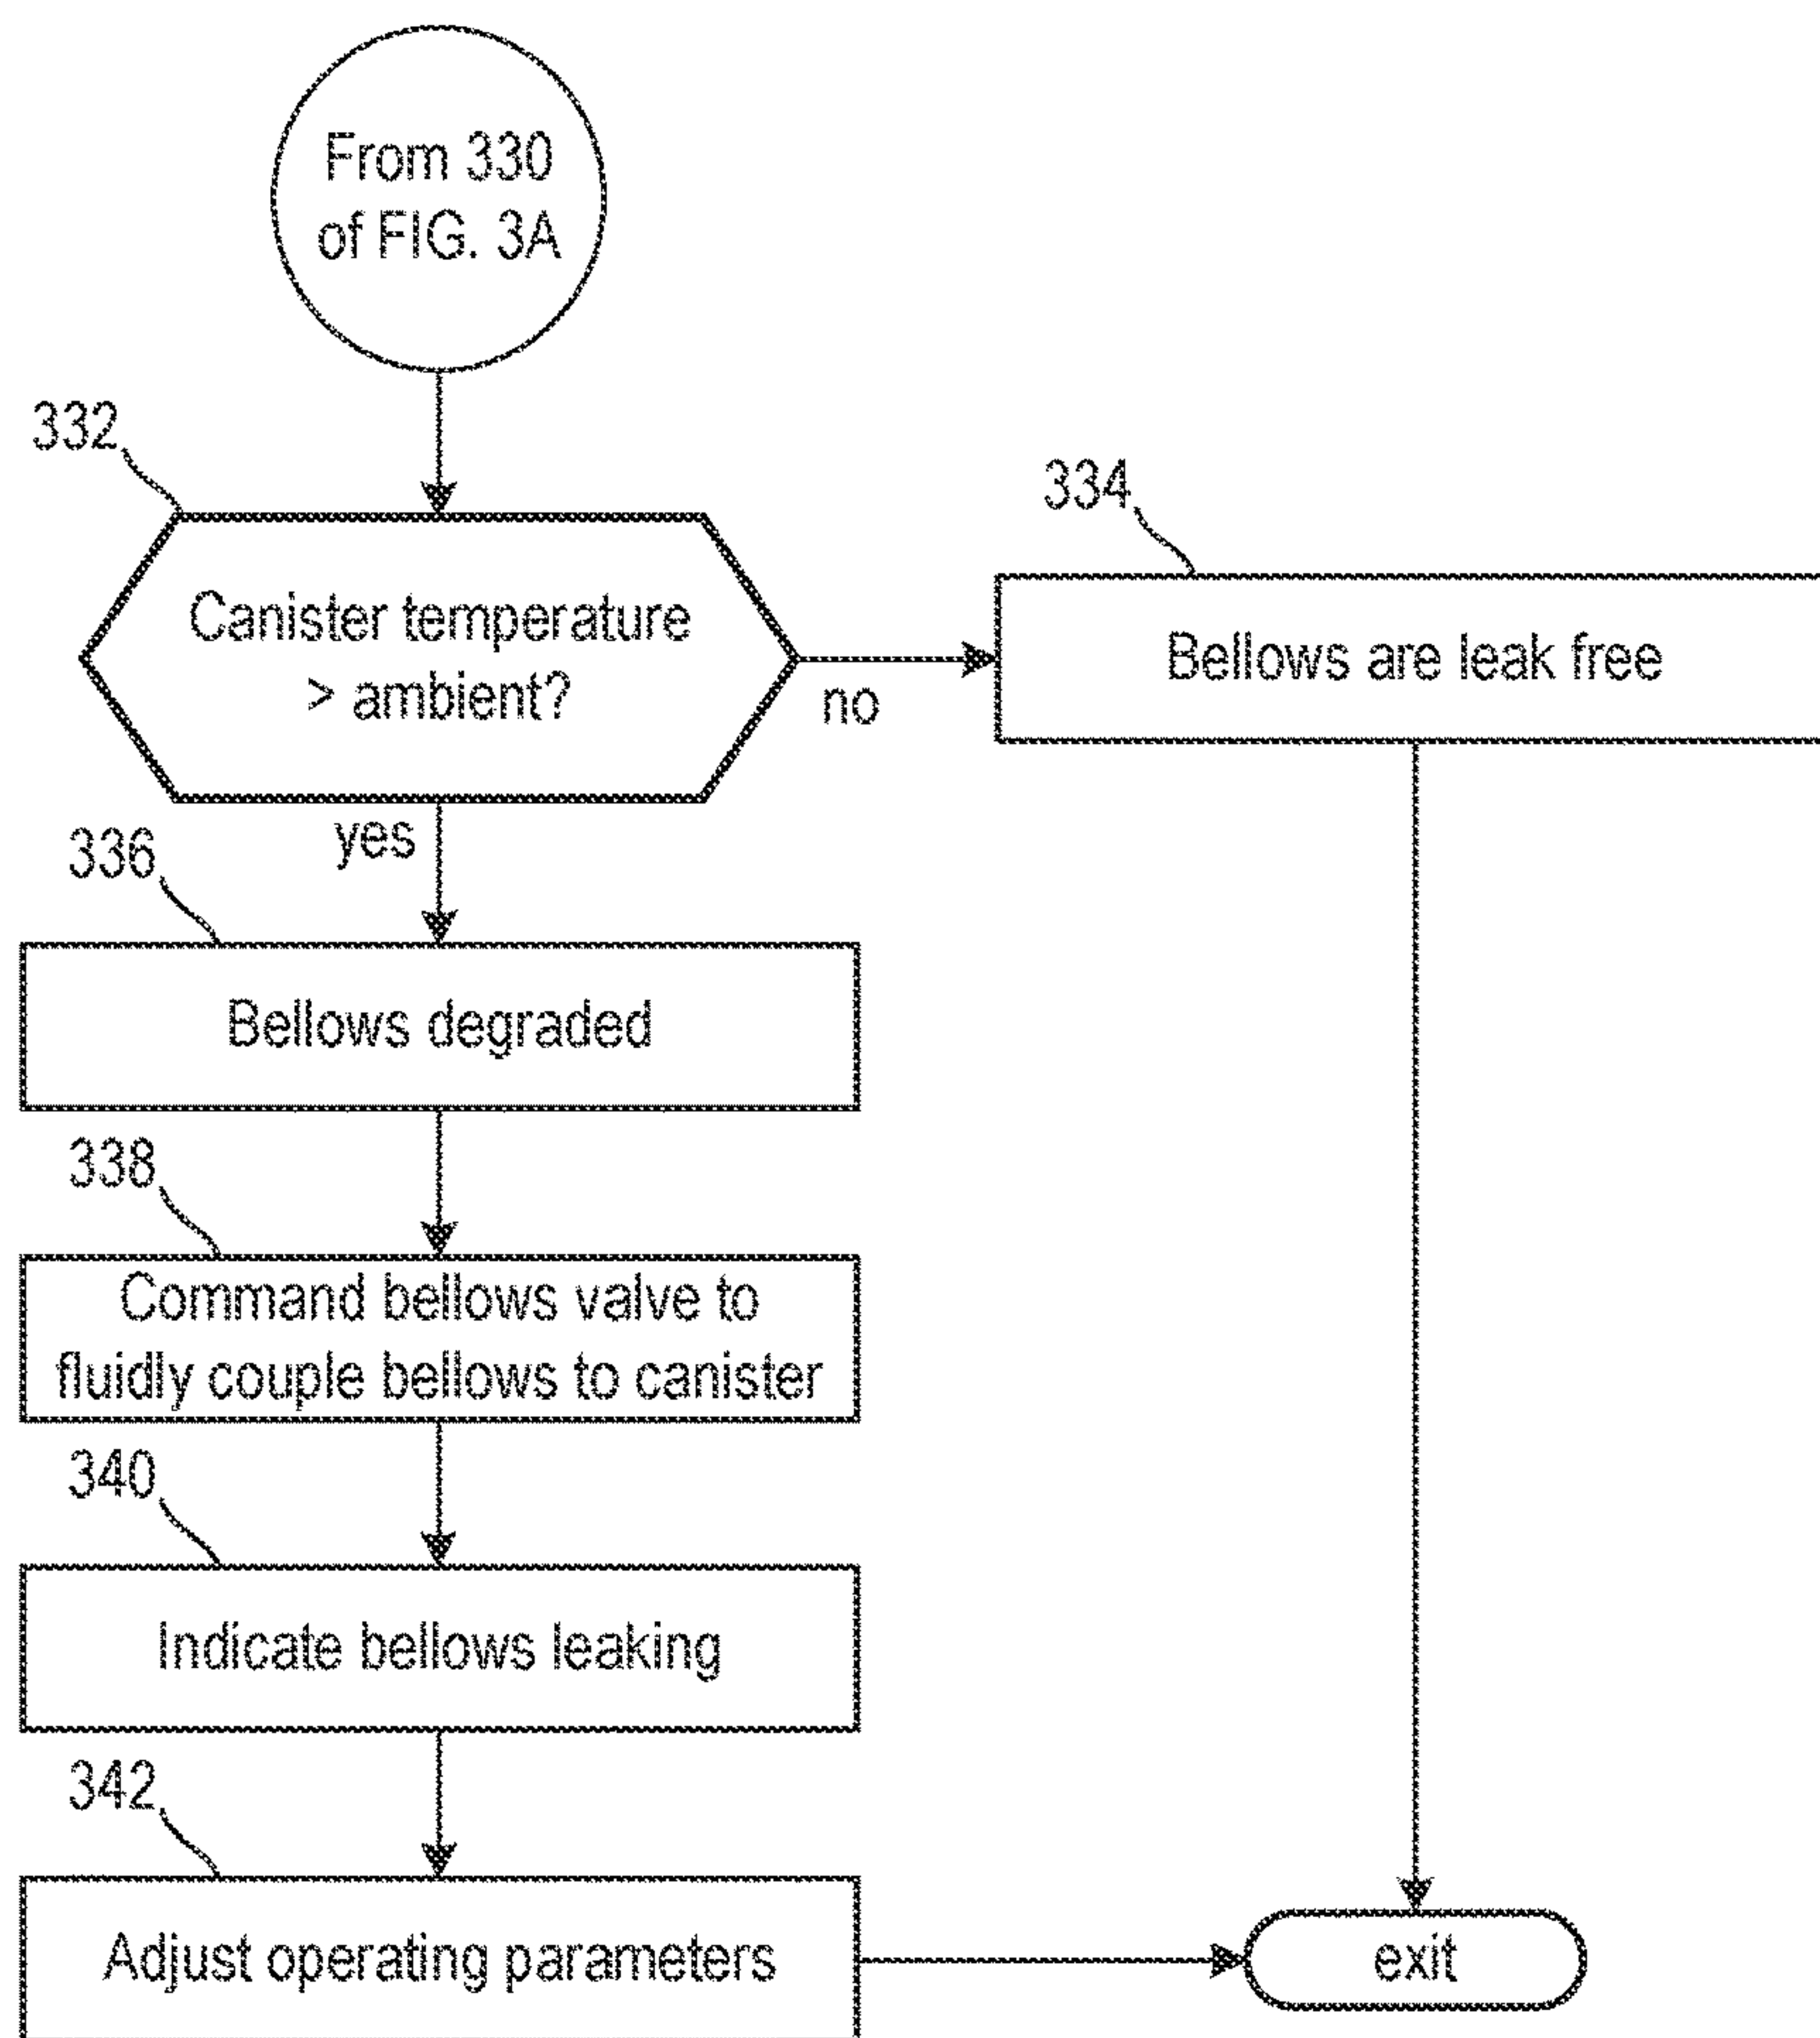 From 330
of FIG. 3A
332
Canister temperature
> ambient?
no
334
Bellows are leak free
yes
336
Bellows degraded
338
Command bellows valve to
fluidly couple bellows to canister
340
Indicate bellows leaking
342
Adjust operating parameters
exit